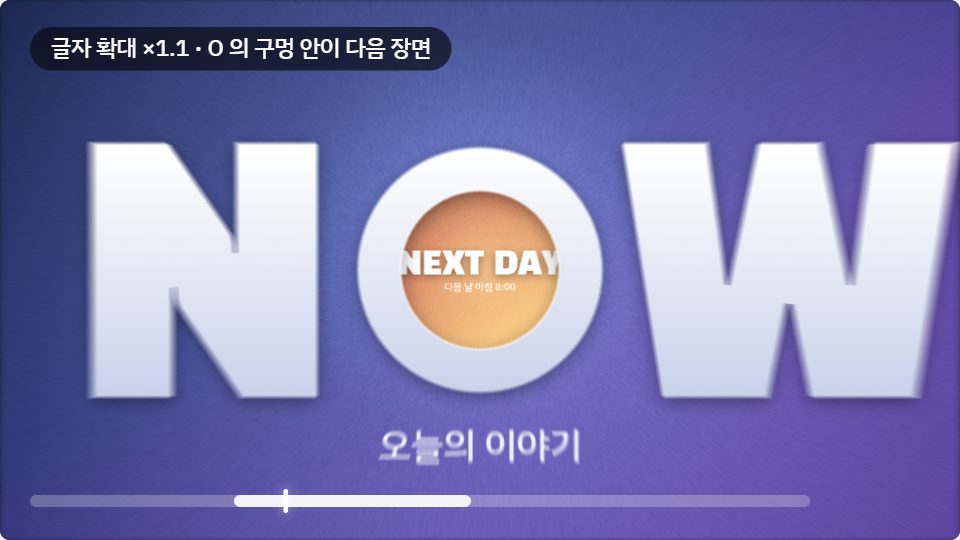 글자 확대 ×1.1 · O 의 구멍 안이 다음 장면
NOW
NEXT DAY
다음 날 아침 8:00
오늘의 이야기